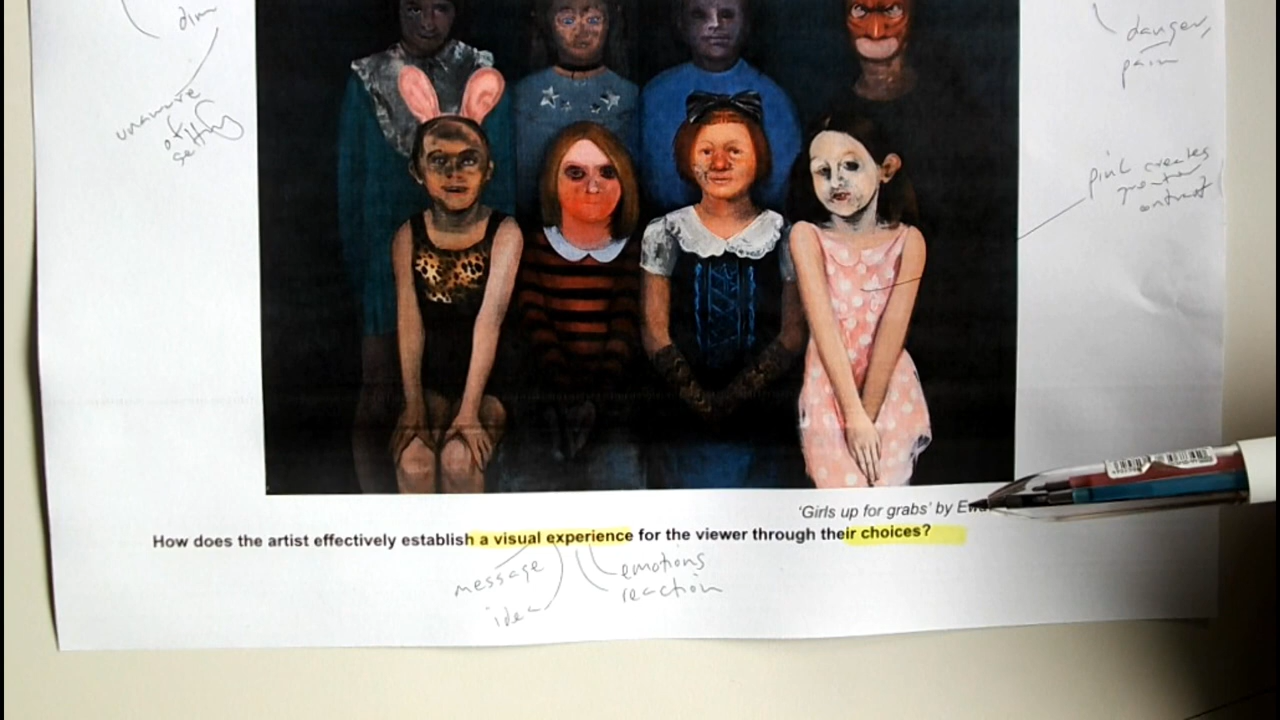 dim
unaware
of
setting
danger,
pain
pink creates
greater
contrast
'Girls up for grabs' by
How does the artist effectively establish a visual experience for the viewer through their choices?
message
idea
emotions
reaction